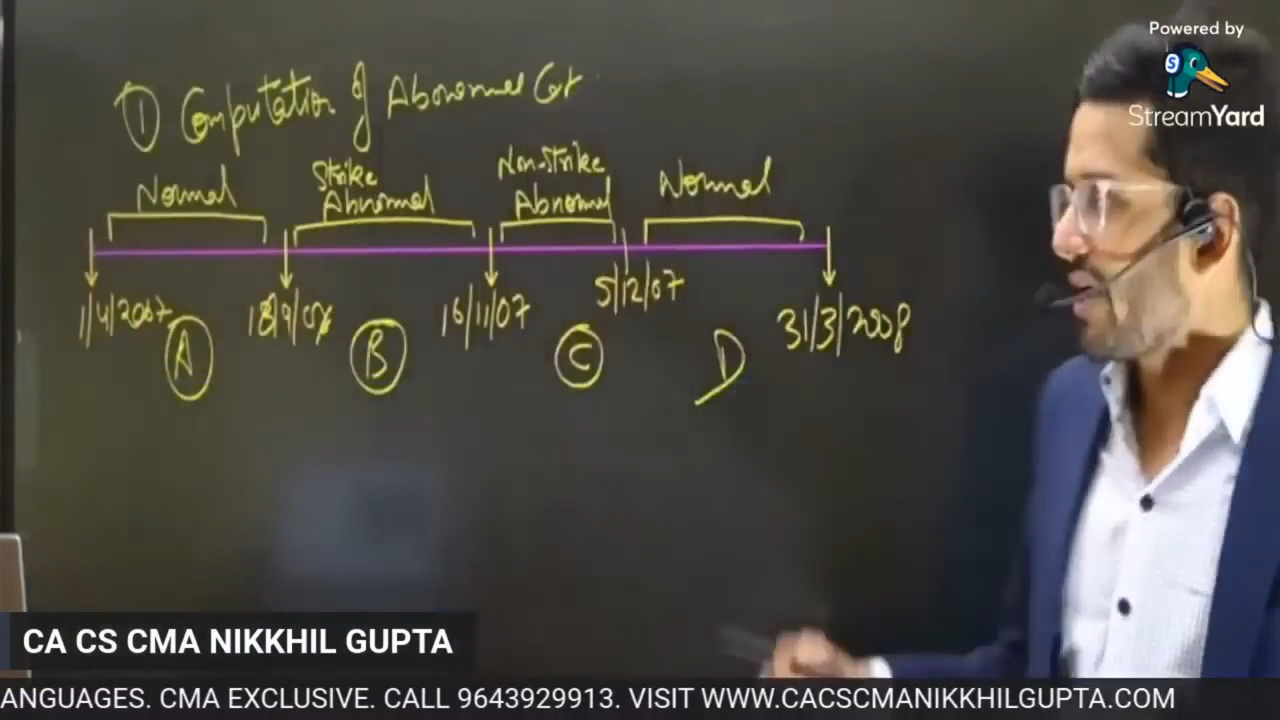 Powered by
StreamYard
① Computation of Abnormal Cost
Normal
Strike Abnormal
Non-Strike Abnormal
Normal
1/4/2007
18/9/07
16/11/07
5/12/07
31/3/2008
A
B
C
D
CA CS CMA NIKKHIL GUPTA
ANGUAGES. CMA EXCLUSIVE. CALL 9643929913. VISIT WWW.CACSCMANIKKHILGUPTA.COM